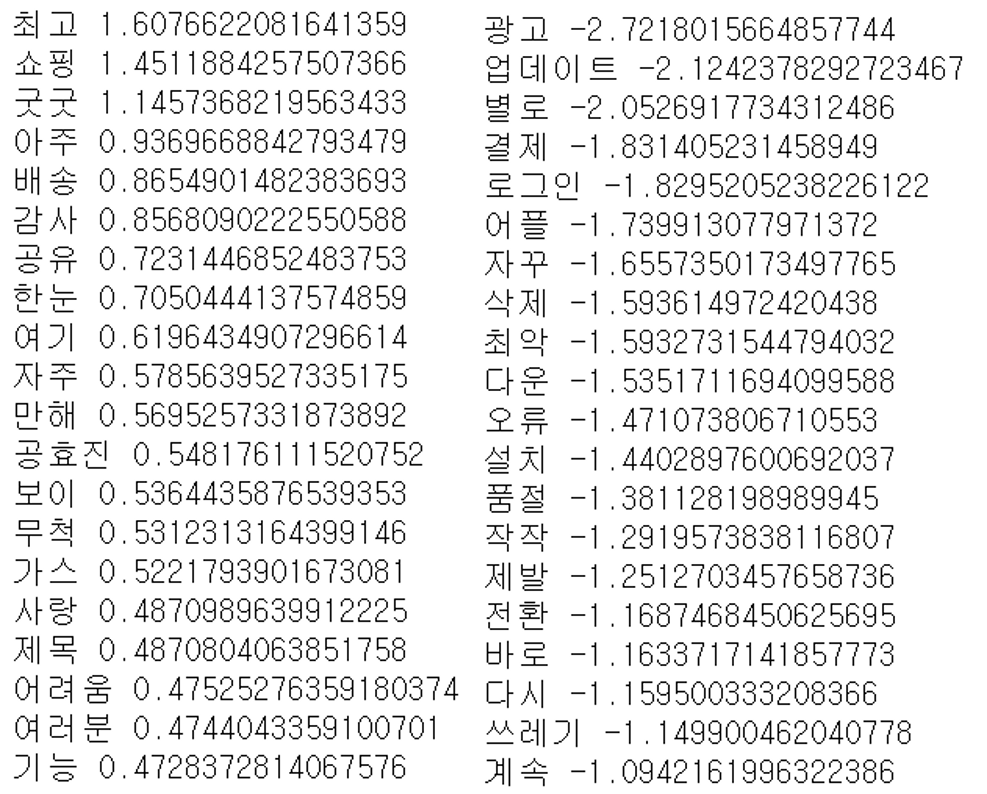 최고 1.6076622081641359
쇼핑 1.4511884257507366
굿굿 1.1457368219563433
아주 0.9369668842793479
배송 0.8654901482383693
감사 0.8568090222550588
공유 0.7231446852483753
한눈 0.7050444137574859
여기 0.6196434907296614
자주 0.5785639527335175
만해 0.5695257331873892
공효진 0.548176111520752
보이 0.5364435876539353
무척 0.5312313164399146
가스 0.5221793901673081
사랑 0.4870989639912225
제목 0.4870804063851758
어려움 0.47525276359180374
여러분 0.4744043359100701
기능 0.4728372814067576
광고 -2.7218015664857744
업데이트 -2.1242378292723467
별로 -2.0526917734312486
결제 -1.831405231458949
로그인 -1.8295205238226122
어플 -1.739913077971372
자꾸 -1.6557350173497765
삭제 -1.593614972420438
최악 -1.5932731544794032
다운 -1.5351711694099588
오류 -1.471073806710553
설치 -1.4402897600692037
품절 -1.381128198989945
작작 -1.2919573838116807
제발 -1.2512703457658736
전환 -1.1687468450625695
바로 -1.1633717141857773
다시 -1.159500333208366
쓰레기 -1.149900462040778
계속 -1.0942161996322386